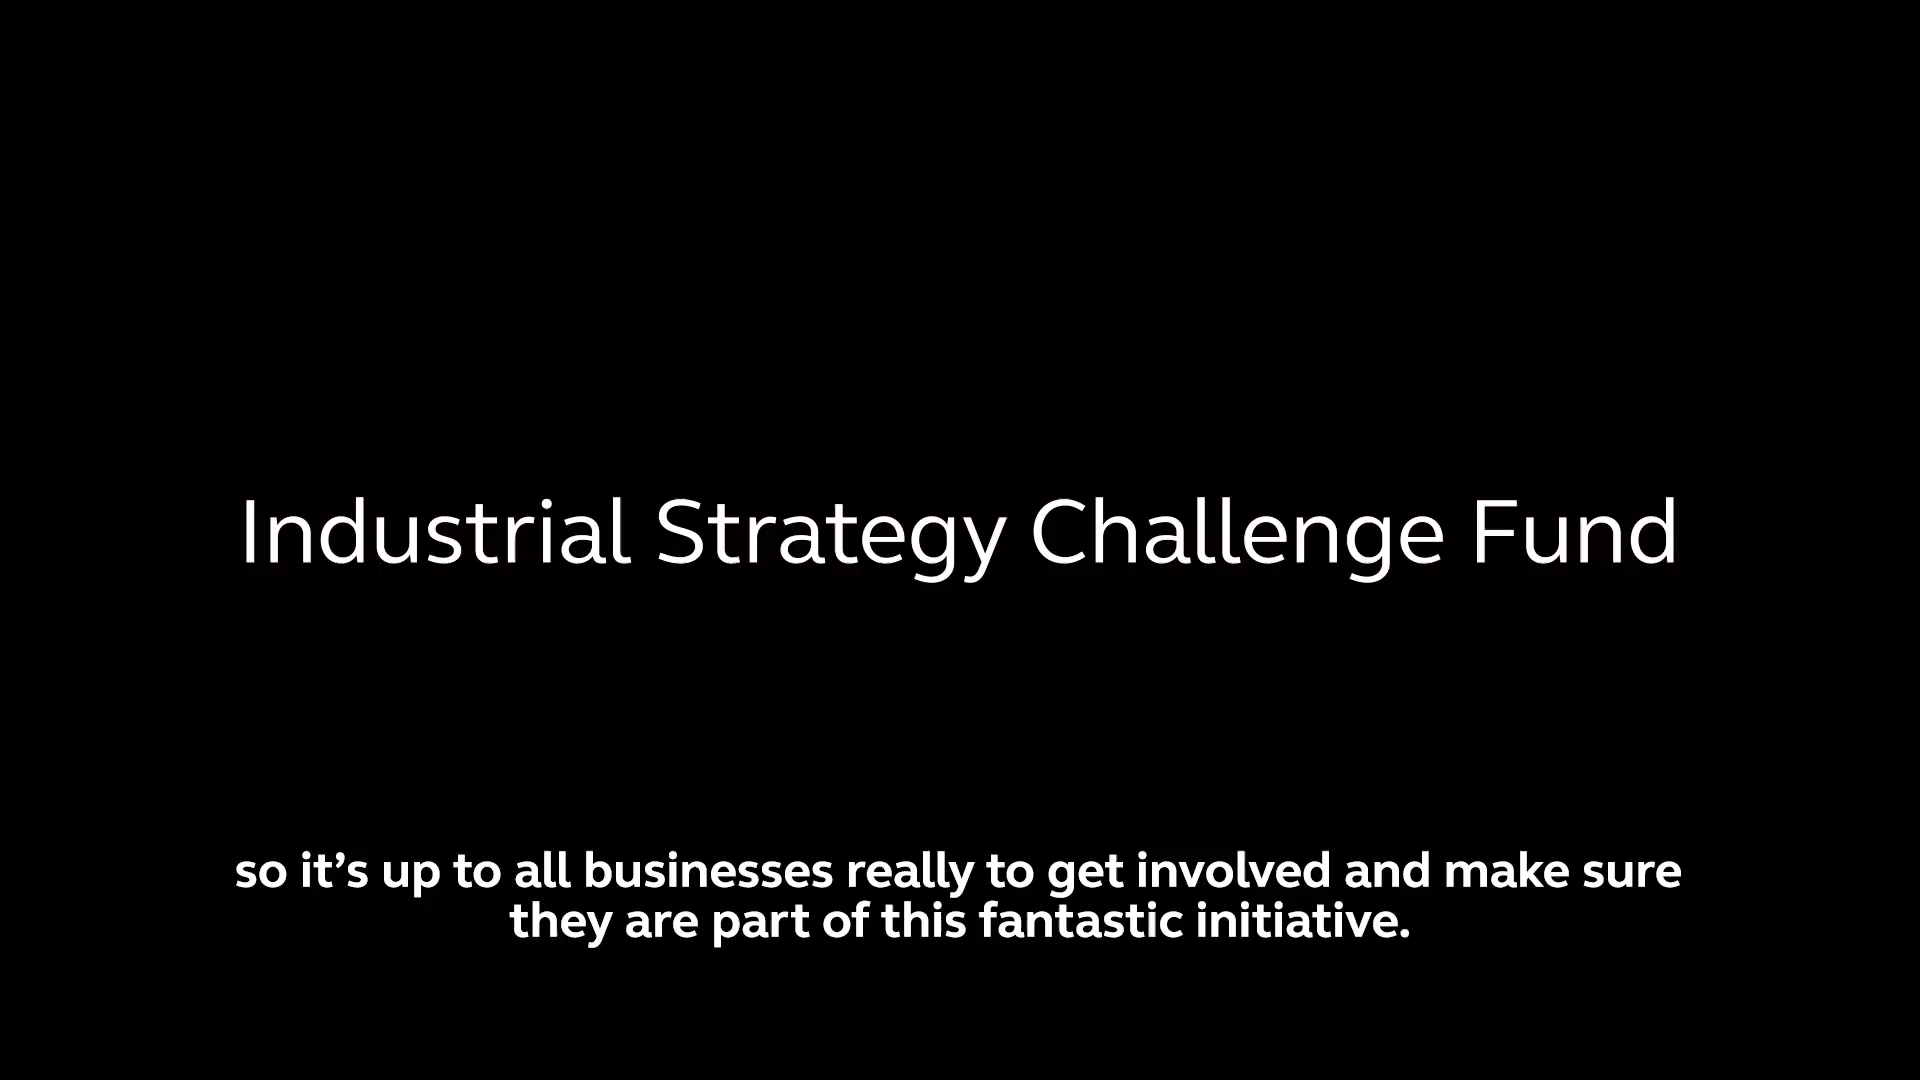 Industrial Strategy Challenge Fund
so it’s up to all businesses really to get involved and make sure
they are part of this fantastic initiative.